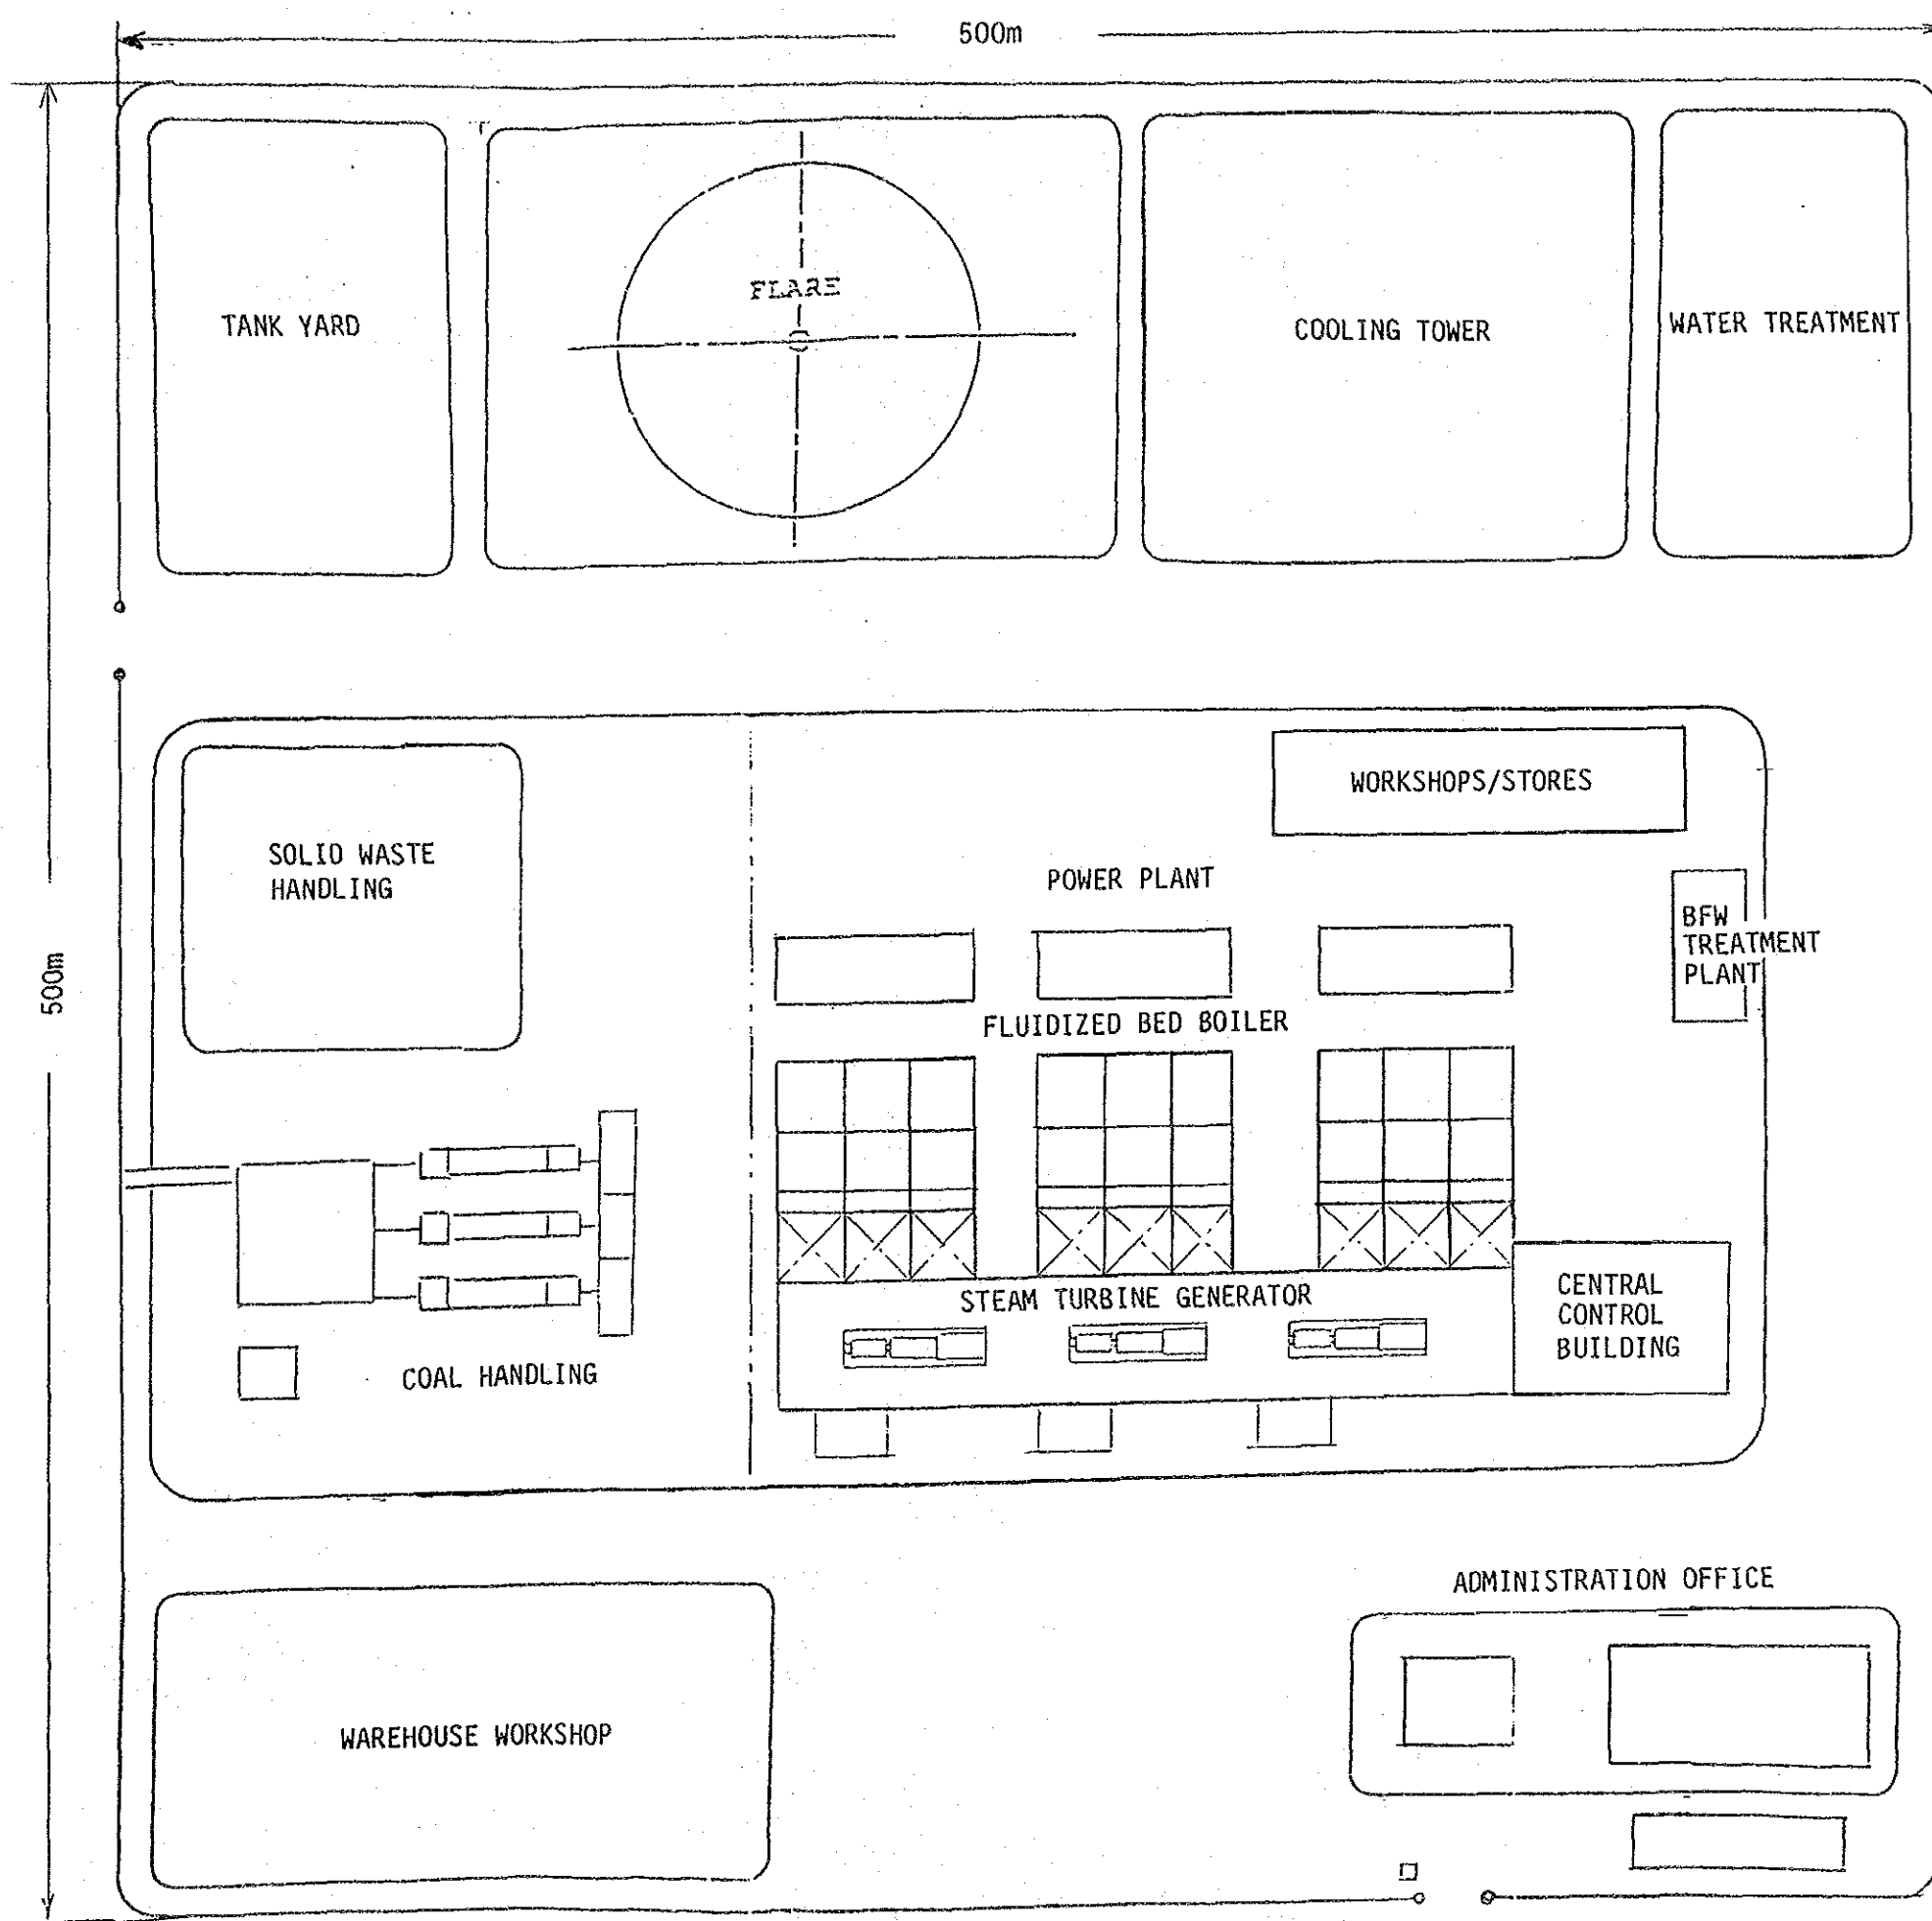 500m
FLARE
TANK YARD
COOLING TOWER
WATER TREATMENT
WORKSHOPS/STORES
SOLID WASTE
HANDLING
POWER PLANT
BFW
TREATMENT
PLANT
500m
FLUIDIZED BED BOILER
STEAM TURBINE GENERATOR
CENTRAL
CONTROL
BUILDING
COAL HANDLING
ADMINISTRATION OFFICE
WAREHOUSE WORKSHOP